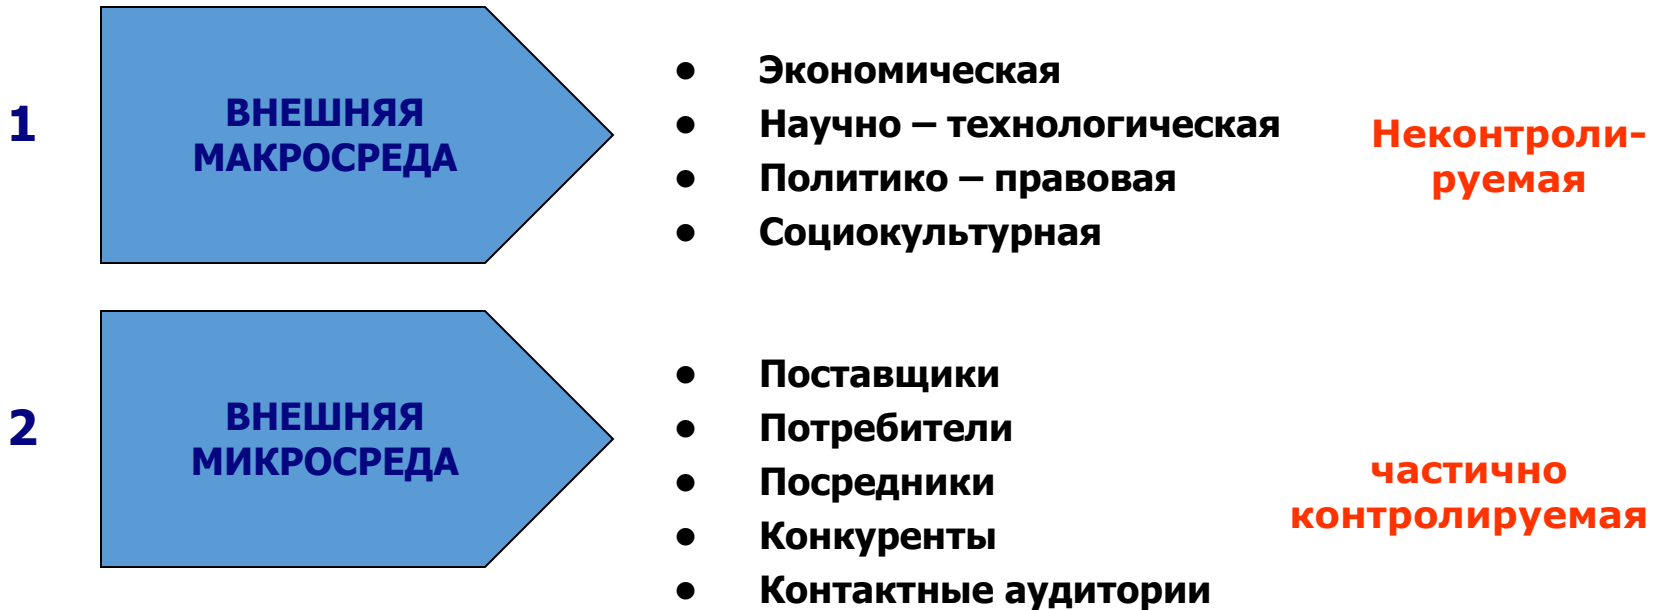 1
ВНЕШНЯЯ
МАКРОСРЕДА
● Экономическая
● Научно – технологическая
● Политико – правовая
● Социокультурная
Неконтроли-
руемая
2
ВНЕШНЯЯ
МИКРОСРЕДА
● Поставщики
● Потребители
● Посредники
● Конкуренты
● Контактные аудитории
частично
контролируемая